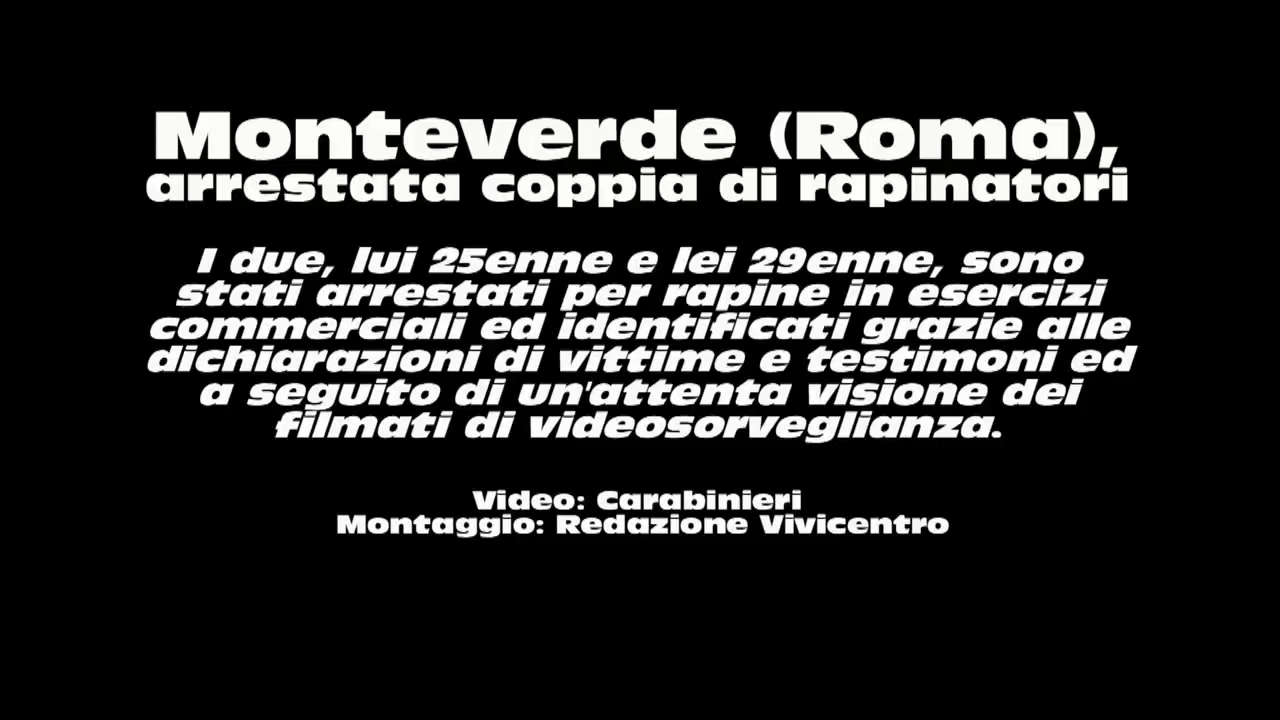 Monteverde (Roma),
arrestata coppia di rapinatori
I due, lui 25enne e lei 29enne, sono
stati arrestati per rapine in esercizi
commerciali ed identificati grazie alle
dichiarazioni di vittime e testimoni ed
a seguito di un'attenta visione dei
filmati di videosorveglianza.
Video: Carabinieri
Montaggio: Redazione Vivicentro